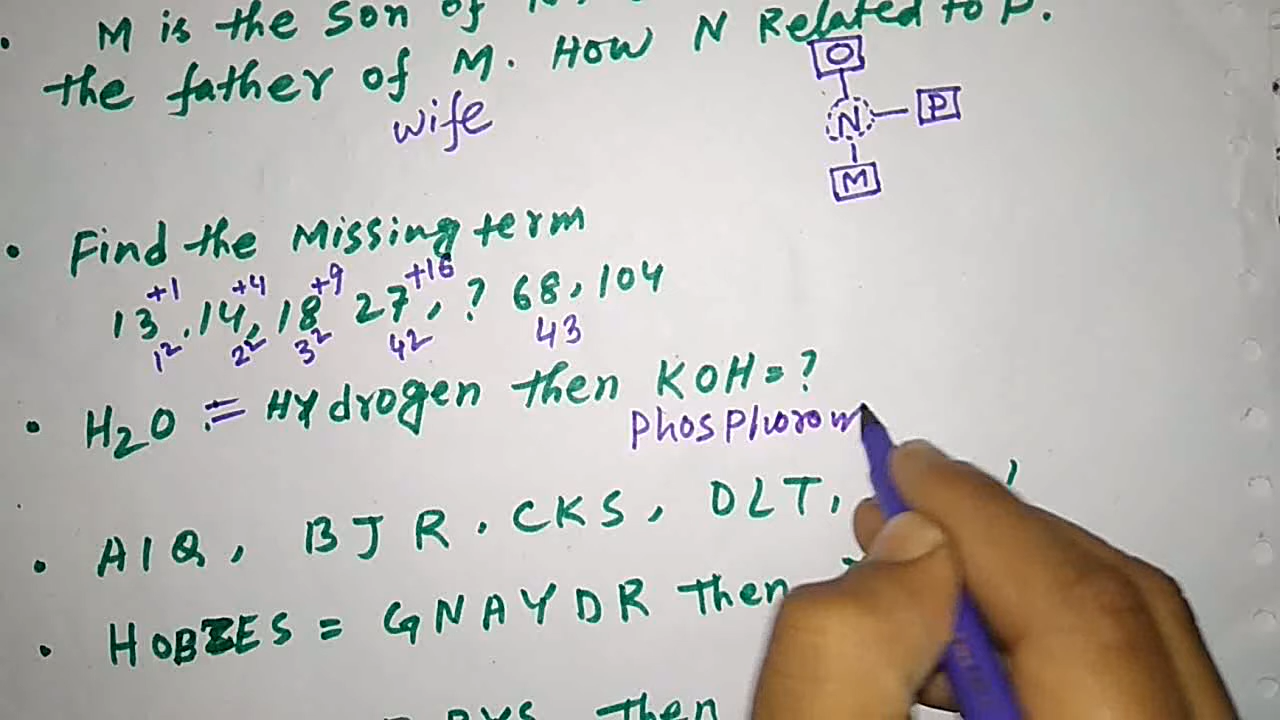 M is the son of
the father of M. How N Related to P.
wife
O
N
P
M
Find the Missing term
+1 +4 +9 +16
13, 14, 18 27, ? 68, 104
1² 2² 3² 42 43
H₂O := Hydrogen then KOH = ?
Phosphorow
AIQ, BJR, CKS, DLT,
HOBZES = GNAYDR then
then